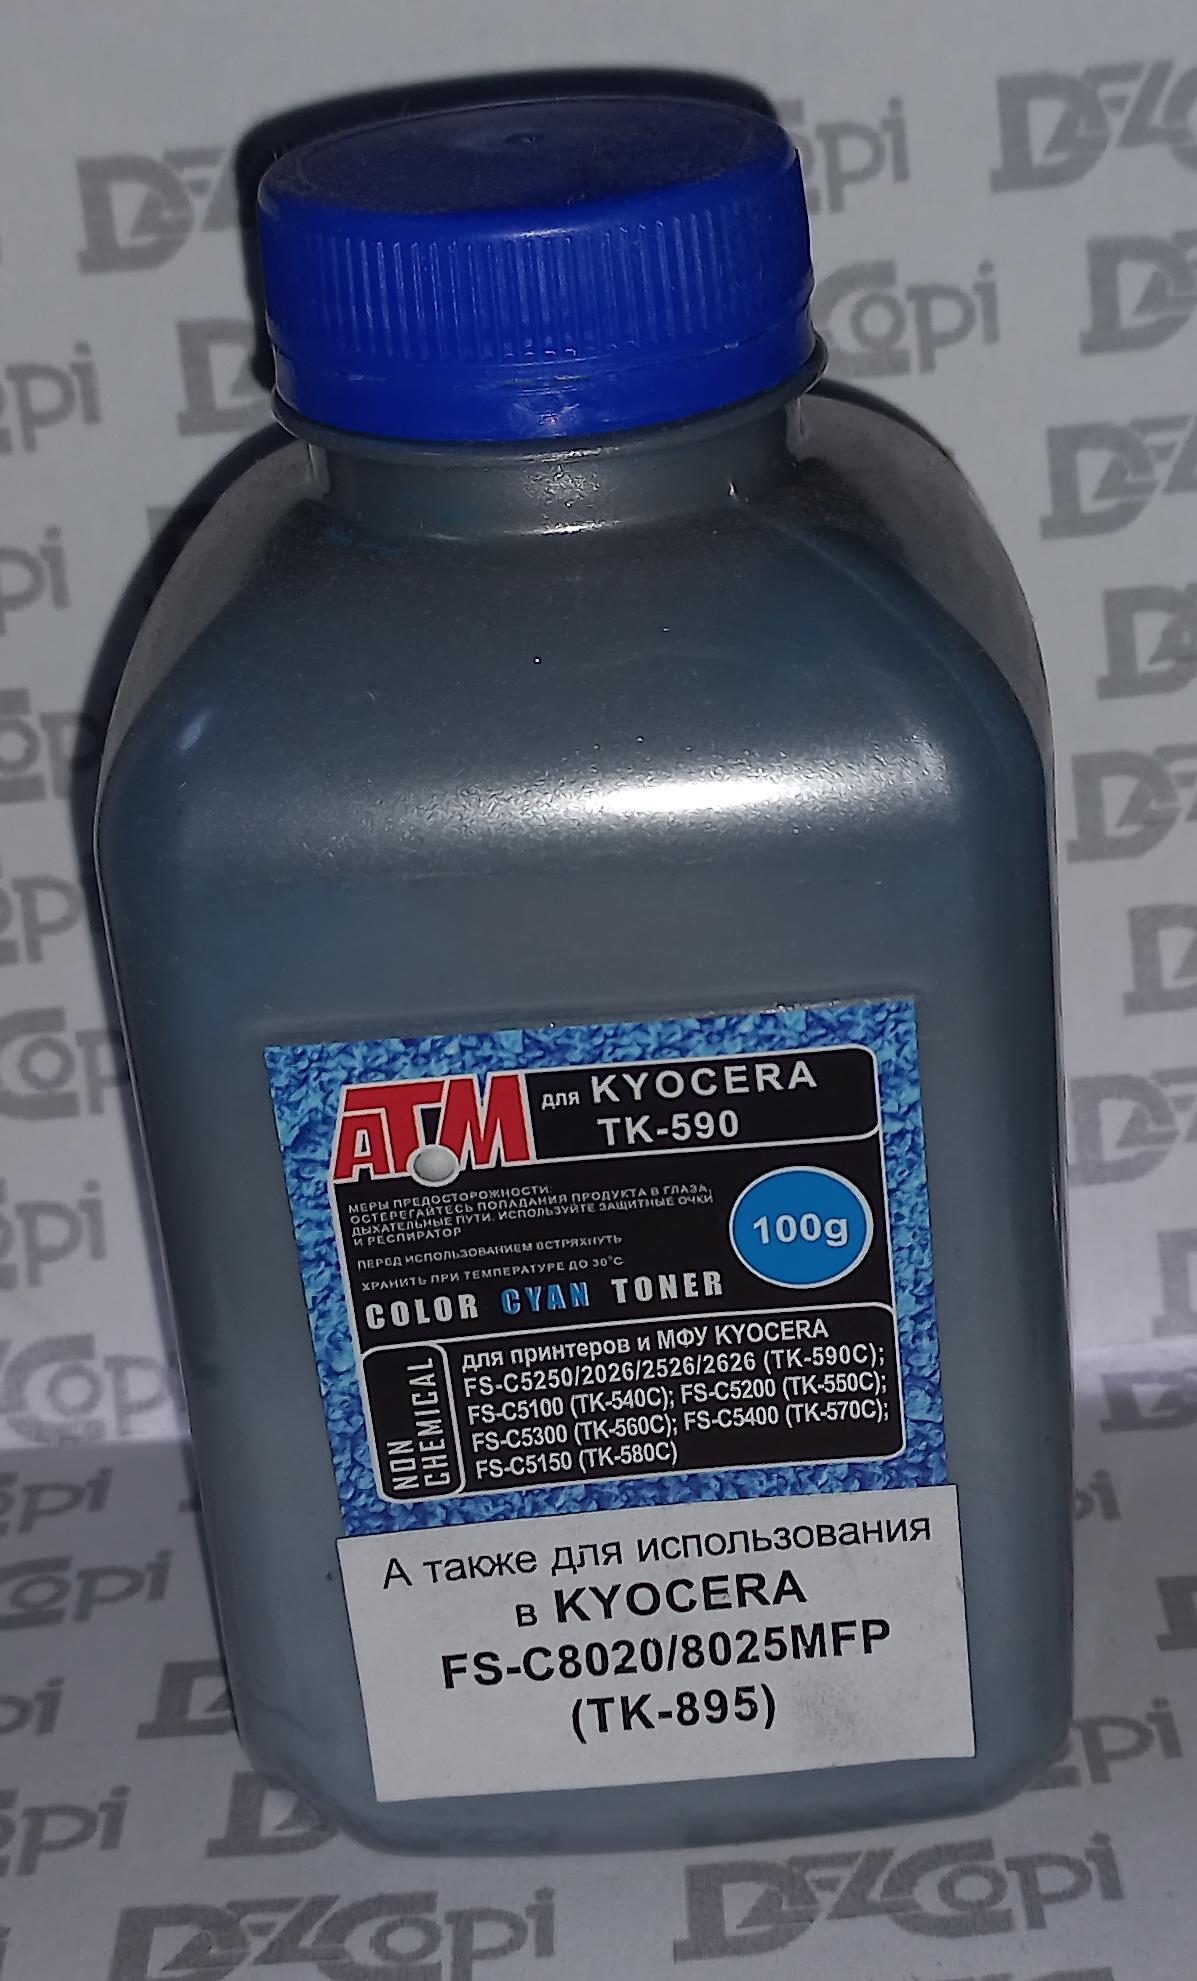 ATM
для KYOCERA
TK-590
МЕРЫ ПРЕДОСТОРОЖНОСТИ:
ОСТЕРЕГАЙТЕСЬ ПОПАДАНИЯ ПРОДУКТА В ГЛАЗА,
ДЫХАТЕЛЬНЫЕ ПУТИ. ИСПОЛЬЗУЙТЕ ЗАЩИТНЫЕ ОЧКИ
И РЕСПИРАТОР
ПЕРЕД ИСПОЛЬЗОВАНИЕМ ВСТРЯХНУТЬ
ХРАНИТЬ ПРИ ТЕМПЕРАТУРЕ ДО 30°C
100g
COLOR CYAN TONER
NON
CHEMICAL
для принтеров и МФУ KYOCERA
FS-C5250/2026/2526/2626 (TK-590C);
FS-C5100 (TK-540C); FS-C5200 (TK-550C);
FS-C5300 (TK-560C); FS-C5400 (TK-570C);
FS-C5150 (TK-580C)
А также для использования
в KYOCERA
FS-C8020/8025MFP
(TK-895)
DELCopi